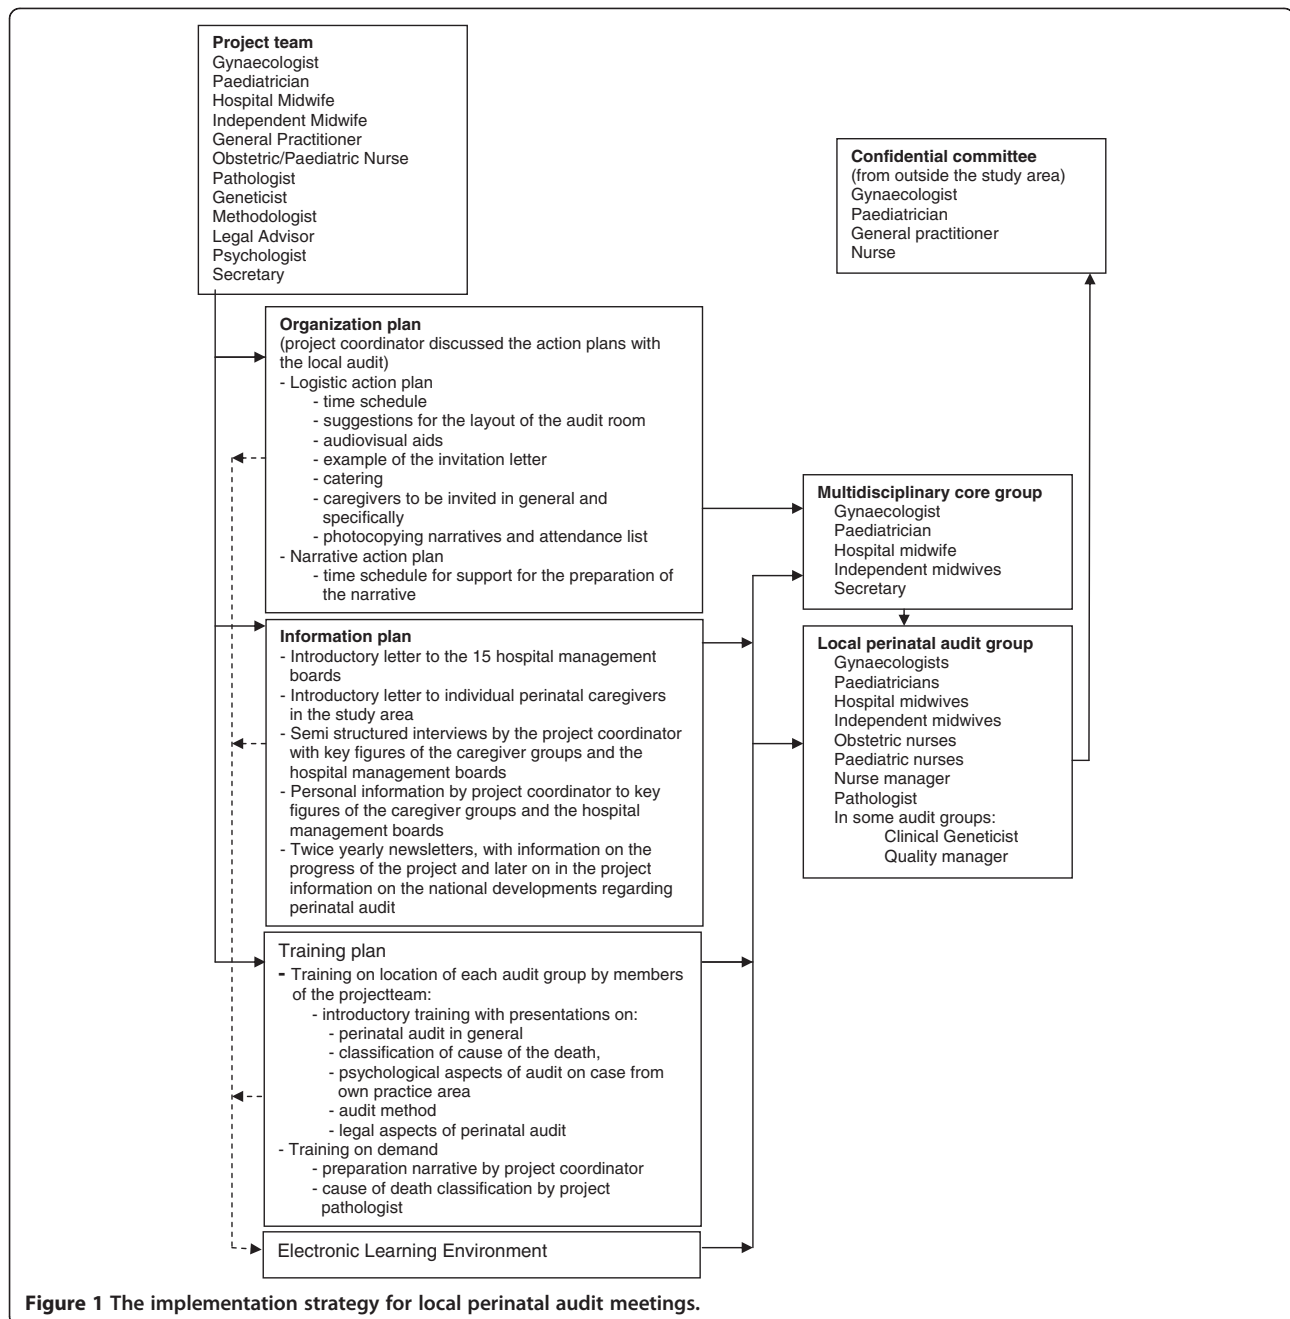 Project team
Gynaecologist
Paediatrician
Hospital Midwife
Independent Midwife
General Practitioner
Obstetric/Paediatric Nurse
Pathologist
Geneticist
Methodologist
Legal Advisor
Psychologist
Secretary
Confidential committee
(from outside the study area)
Gynaecologist
Paediatrician
General practitioner
Nurse
Organization plan
(project coordinator discussed the action plans with
the local audit)
- Logistic action plan
- time schedule
- suggestions for the layout of the audit room
- audiovisual aids
- example of the invitation letter
- catering
- caregivers to be invited in general and
specifically
- photocopying narratives and attendance list
- Narrative action plan
- time schedule for support for the preparation of
the narrative
Multidisciplinary core group
Gynaecologist
Paediatrician
Hospital midwife
Independent midwives
Secretary
Information plan
- Introductory letter to the 15 hospital management
boards
- Introductory letter to individual perinatal caregivers
in the study area
- Semi structured interviews by the project coordinator
with key figures of the caregiver groups and the
hospital management boards
- Personal information by project coordinator to key
figures of the caregiver groups and the hospital
management boards
- Twice yearly newsletters, with information on the
progress of the project and later on in the project
information on the national developments regarding
perinatal audit
Local perinatal audit group
Gynaecologists
Paediatricians
Hospital midwives
Independent midwives
Obstetric nurses
Paediatric nurses
Nurse manager
Pathologist
In some audit groups:
Clinical Geneticist
Quality manager
Training plan
- Training on location of each audit group by members
of the projectteam:
- introductory training with presentations on:
- perinatal audit in general
- classification of cause of the death,
- psychological aspects of audit on case from
own practice area
- audit method
- legal aspects of perinatal audit
- Training on demand
- preparation narrative by project coordinator
- cause of death classification by project
pathologist
Electronic Learning Environment
Figure 1 The implementation strategy for local perinatal audit meetings.